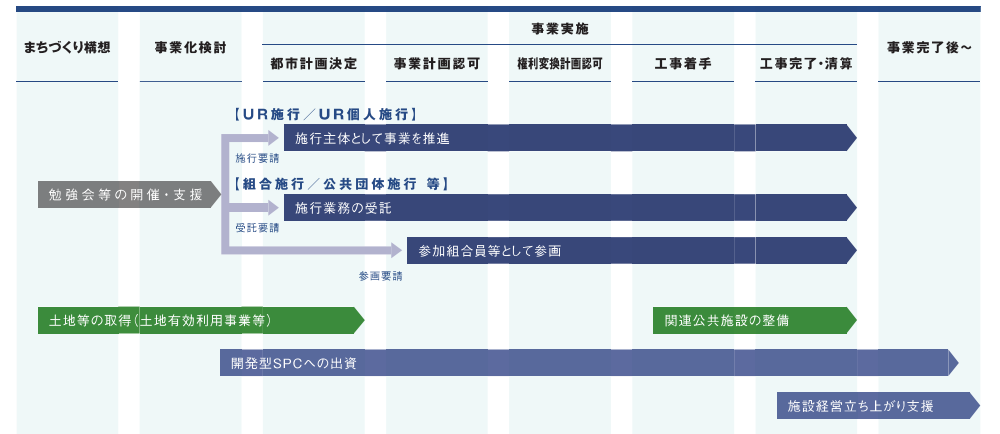 まちづくり構想
事業化検討
事業実施
事業完了後～
都市計画決定
事業計画認可
権利変換計画認可
工事着手
工事完了・清算
【UR施行／UR個人施行】
施行主体として事業を推進
施行要請
【組合施行／公共団体施行 等】
勉強会等の開催・支援
施行業務の受託
受託要請
参加組合員等として参画
参画要請
土地等の取得（土地有効利用事業等）
関連公共施設の整備
開発型SPCへの出資
施設経営立ち上がり支援